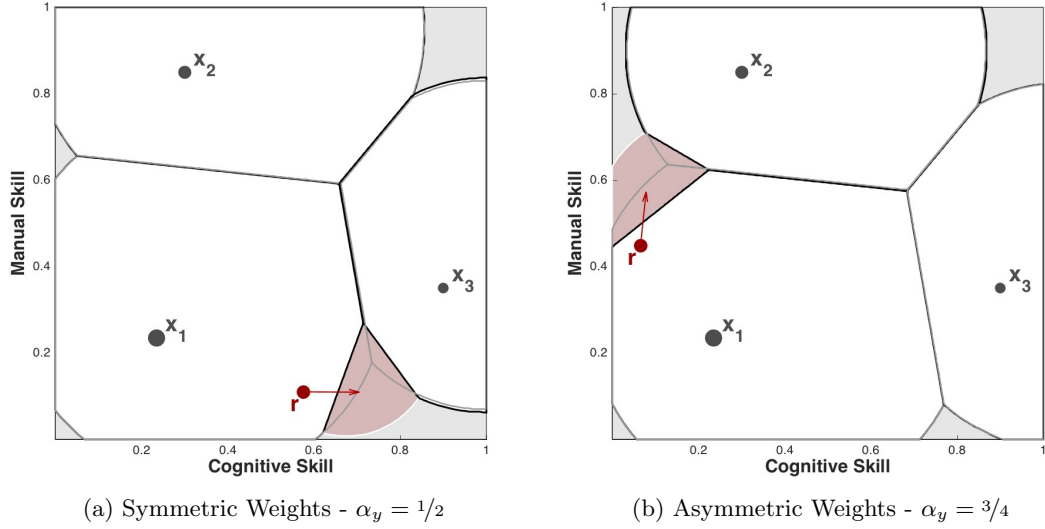 1
0.8
0.6
0.4
0.2
Manual Skill
x2
x3
x1
r
0.2
0.4
0.6
0.8
1
Cognitive Skill
(a) Symmetric Weights - αy = 1/2
1
0.8
0.6
0.4
0.2
Manual Skill
x2
x3
x1
r
0.2
0.4
0.6
0.8
1
Cognitive Skill
(b) Asymmetric Weights - αy = 3/4